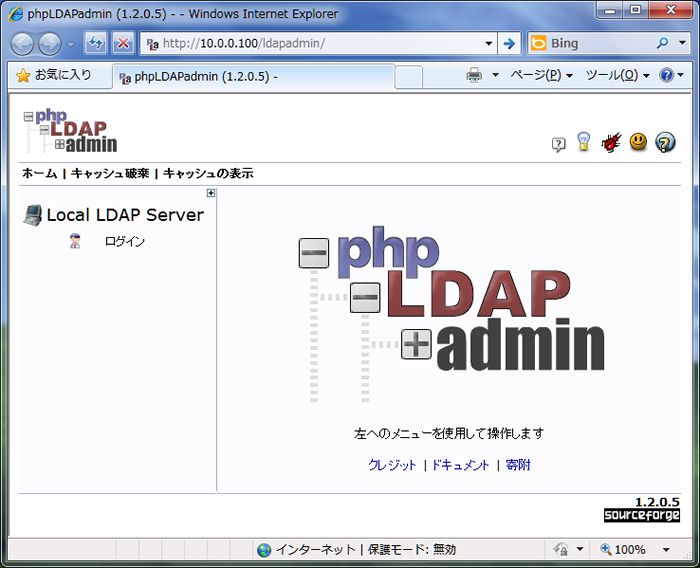 phpLDAPadmin (1.2.0.5) - - Windows Internet Explorer
http://10.0.0.100/ldapadmin/
Bing
お気に入り
phpLDAPadmin (1.2.0.5) -
ページ(P)
ツール(O)
php
LDAP
admin
ホーム | キャッシュ破棄 | キャッシュの表示
Local LDAP Server
ログイン
php
LDAP
admin
左へのメニューを使用して操作します
クレジット | ドキュメント | 寄附
1.2.0.5
sourceforge
インターネット | 保護モード: 無効
100%